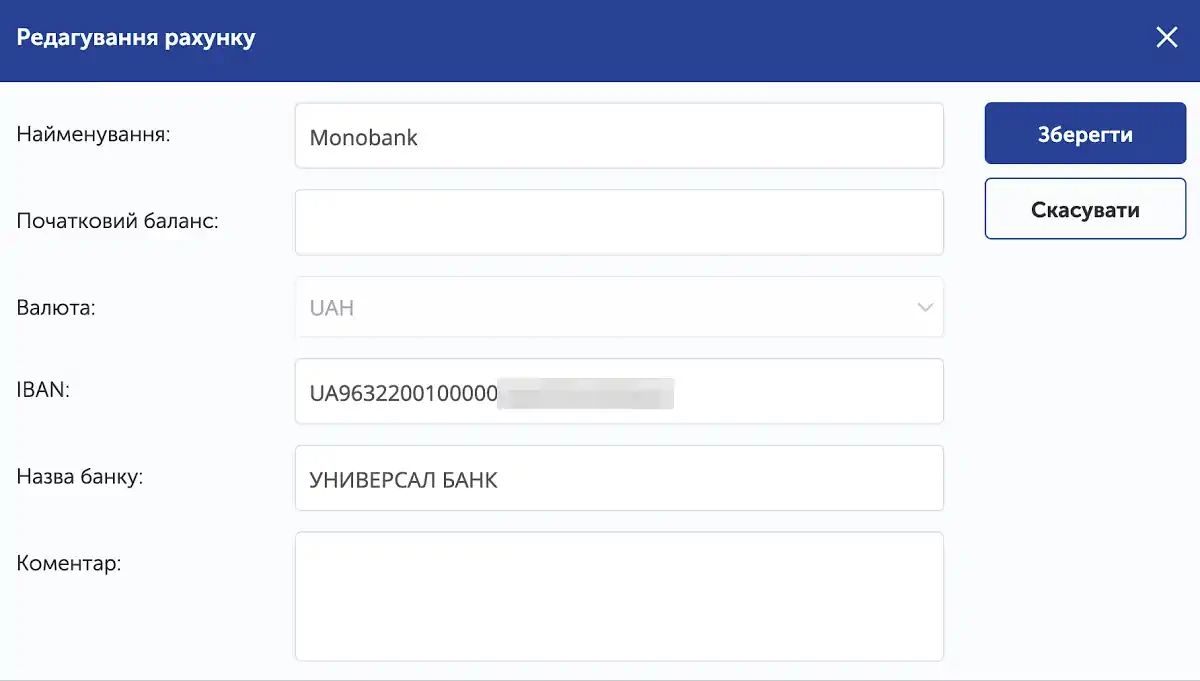 Редагування рахунку
Найменування:
Monobank
Зберегти
Початковий баланс:
Скасувати
Валюта:
UAH
IBAN:
UA9632200100000
Назва банку:
УНИВЕРСАЛ БАНК
Коментар: